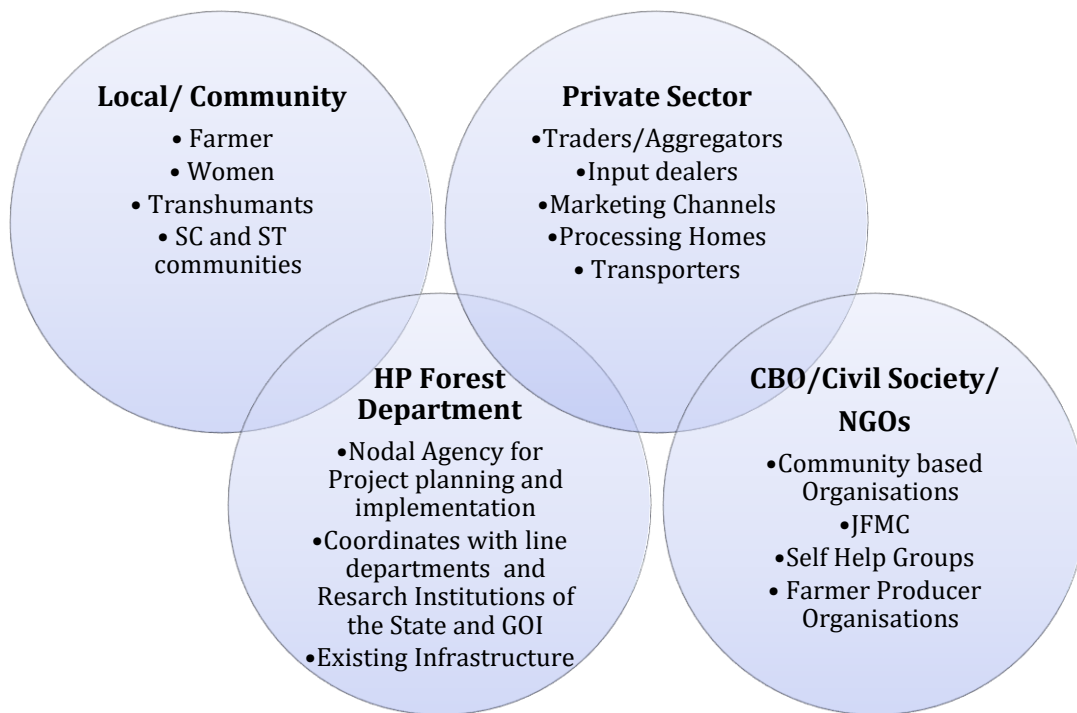 Local/ Community
• Farmer
• Women
• Transhumants
• SC and ST
communities
Private Sector
•Traders/Aggregators
•Input dealers
•Marketing Channels
•Processing Homes
• Transporters
HP Forest
Department
•Nodal Agency for
Project planning and
implementation
•Coordinates with line
departments and
Resarch Institutions of
the State and GOI
•Existing Infrastructure
CBO/Civil Society/
NGOs
•Community based
Organisations
•JFMC
•Self Help Groups
• Farmer Producer
Organisations